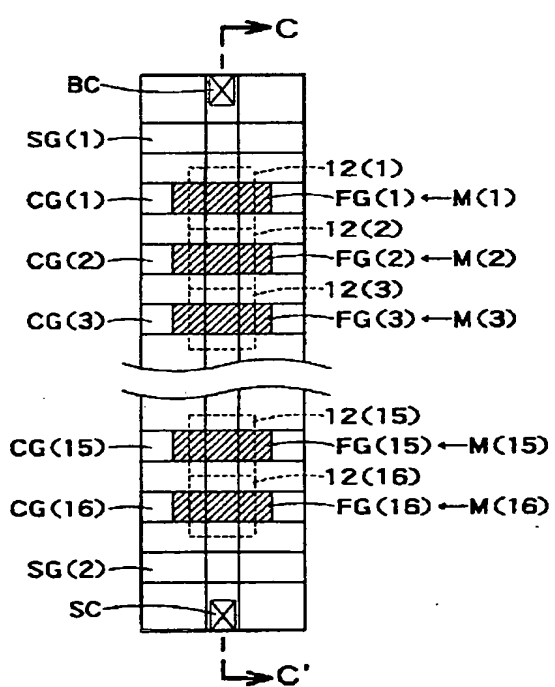 C
BC
SG(1)
12(1)
CG(1) FG(1) ← M(1)
12(2)
CG(2) FG(2) ← M(2)
12(3)
CG(3) FG(3) ← M(3)
12(15)
CG(15) FG(15) ← M(15)
12(16)
CG(16) FG(16) ← M(16)
SG(2)
SC
C'